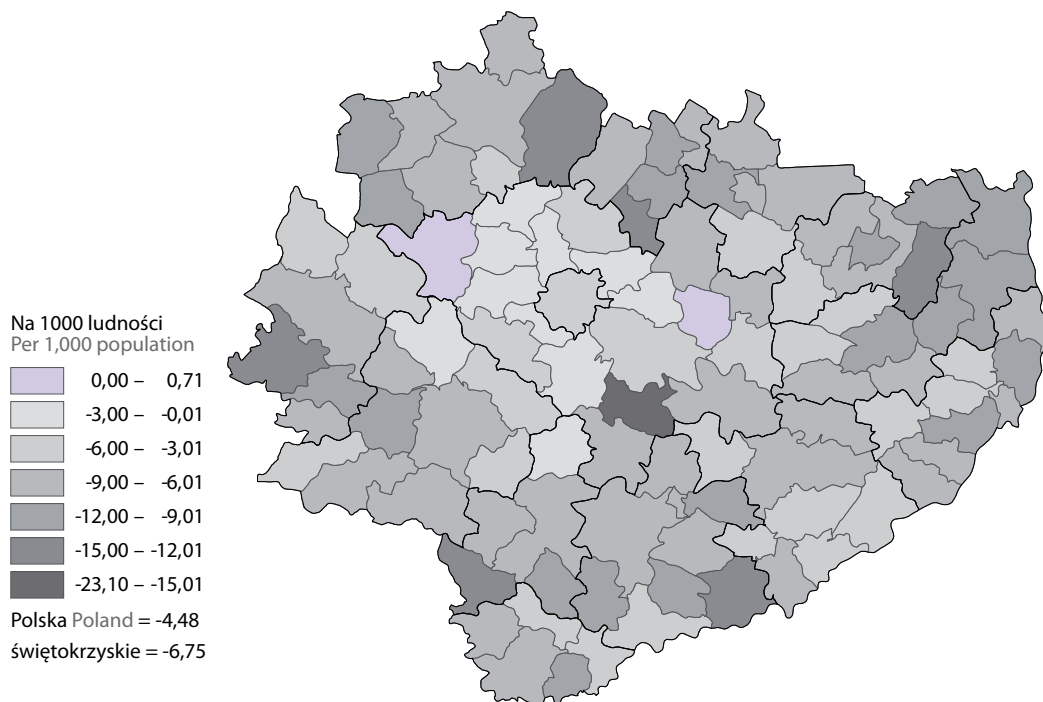 Na 1000 ludności
Per 1,000 population
0,00 – 0,71
-3,00 – -0,01
-6,00 – -3,01
-9,00 – -6,01
-12,00 – -9,01
-15,00 – -12,01
-23,10 – -15,01
Polska Poland = -4,48
świętokrzyskie = -6,75